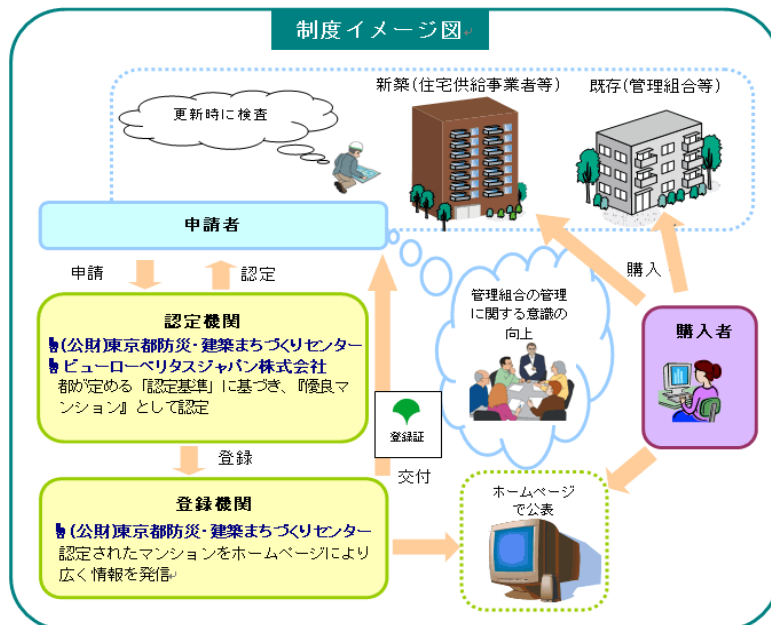 制度イメージ図
新築(住宅供給事業者等)
既存(管理組合等)
更新時に検査
申請者
申請
認定
購入
管理組合の管理
に関する意識の
向上
購入者
認定機関
(公財)東京都防災・建築まちづくりセンター
ビューローベリタスジャパン株式会社
都が定める「認定基準」に基づき、『優良マ
ンション』として認定
登録証
登録
交付
登録機関
(公財)東京都防災・建築まちづくりセンター
認定されたマンションをホームページにより
広く情報を発信
ホームページ
で公表